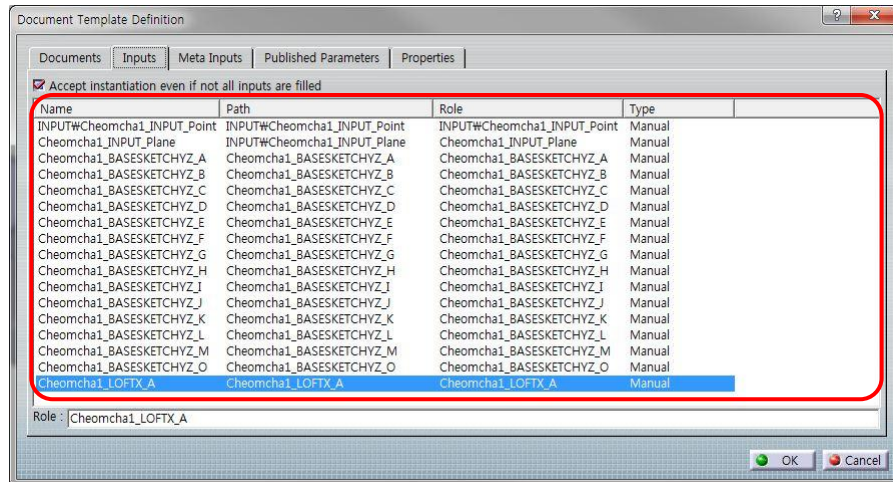 Document Template Definition
Documents Inputs Meta Inputs Published Parameters Properties
Accept instantiation even if not all inputs are filled
Name Path Role Type
INPUT₩Cheomcha1_INPUT_Point INPUT₩Cheomcha1_INPUT_Point INPUT₩Cheomcha1_INPUT_Point Manual
Cheomcha1_INPUT_Plane INPUT₩Cheomcha1_INPUT_Plane Cheomcha1_INPUT_Plane Manual
Cheomcha1_BASESKETCHYZ_A Cheomcha1_BASESKETCHYZ_A Cheomcha1_BASESKETCHYZ_A Manual
Cheomcha1_BASESKETCHYZ_B Cheomcha1_BASESKETCHYZ_B Cheomcha1_BASESKETCHYZ_B Manual
Cheomcha1_BASESKETCHYZ_C Cheomcha1_BASESKETCHYZ_C Cheomcha1_BASESKETCHYZ_C Manual
Cheomcha1_BASESKETCHYZ_D Cheomcha1_BASESKETCHYZ_D Cheomcha1_BASESKETCHYZ_D Manual
Cheomcha1_BASESKETCHYZ_E Cheomcha1_BASESKETCHYZ_E Cheomcha1_BASESKETCHYZ_E Manual
Cheomcha1_BASESKETCHYZ_F Cheomcha1_BASESKETCHYZ_F Cheomcha1_BASESKETCHYZ_F Manual
Cheomcha1_BASESKETCHYZ_G Cheomcha1_BASESKETCHYZ_G Cheomcha1_BASESKETCHYZ_G Manual
Cheomcha1_BASESKETCHYZ_H Cheomcha1_BASESKETCHYZ_H Cheomcha1_BASESKETCHYZ_H Manual
Cheomcha1_BASESKETCHYZ_I Cheomcha1_BASESKETCHYZ_I Cheomcha1_BASESKETCHYZ_I Manual
Cheomcha1_BASESKETCHYZ_J Cheomcha1_BASESKETCHYZ_J Cheomcha1_BASESKETCHYZ_J Manual
Cheomcha1_BASESKETCHYZ_K Cheomcha1_BASESKETCHYZ_K Cheomcha1_BASESKETCHYZ_K Manual
Cheomcha1_BASESKETCHYZ_L Cheomcha1_BASESKETCHYZ_L Cheomcha1_BASESKETCHYZ_L Manual
Cheomcha1_BASESKETCHYZ_M Cheomcha1_BASESKETCHYZ_M Cheomcha1_BASESKETCHYZ_M Manual
Cheomcha1_BASESKETCHYZ_O Cheomcha1_BASESKETCHYZ_O Cheomcha1_BASESKETCHYZ_O Manual
Cheomcha1_LOFTX_A Cheomcha1_LOFTX_A Cheomcha1_LOFTX_A Manual
Role : Cheomcha1_LOFTX_A
OK Cancel